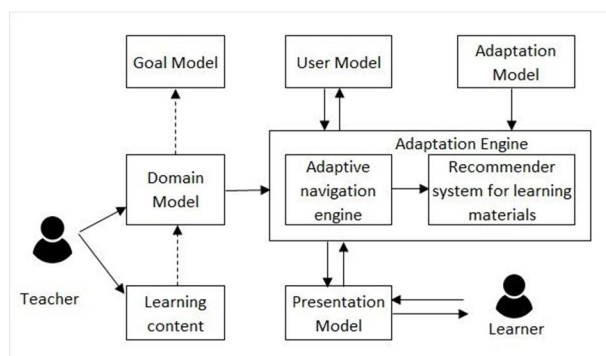 Goal Model
User Model
Adaptation
Model
Adaptation Engine
Domain
Model
Adaptive
navigation
engine
Recommender
system for learning
materials
Teacher
Learning
content
Presentation
Model
Learner